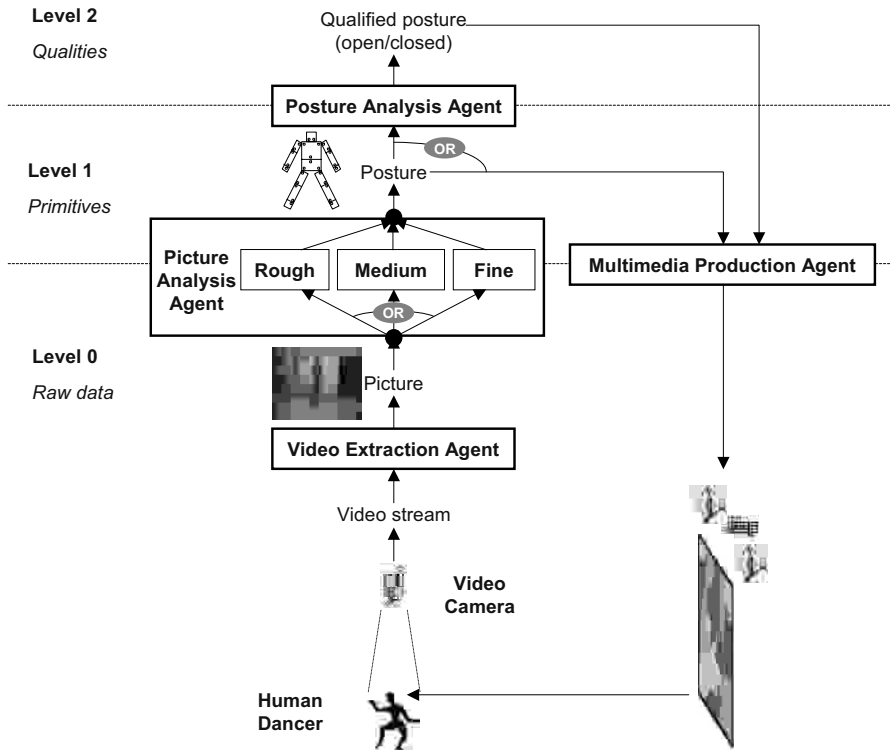 Level 2
Qualities
Qualified posture
(open/closed)
Posture Analysis Agent
OR
Level 1
Primitives
Posture
Picture
Analysis
Agent
Rough
Medium
Fine
OR
Multimedia Production Agent
Level 0
Raw data
Picture
Video Extraction Agent
Video stream
Video
Camera
Human
Dancer